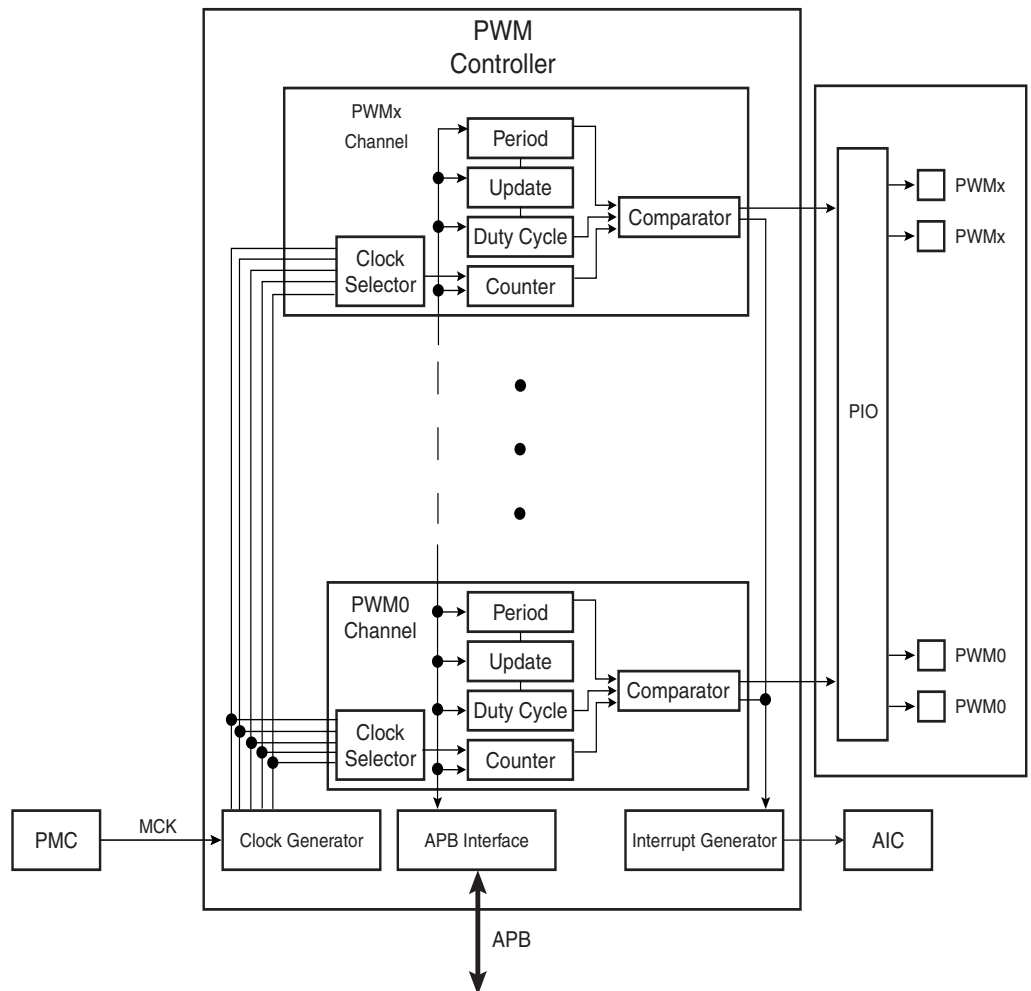 PWM
Controller
PWMx
Channel
Period
Update
Duty Cycle
Counter
Clock
Selector
Comparator
PIO
PWMx
PWMx
PWM0
Channel
Period
Update
Duty Cycle
Counter
Clock
Selector
Comparator
PWM0
PWM0
PMC
MCK
Clock Generator
APB Interface
Interrupt Generator
AIC
APB